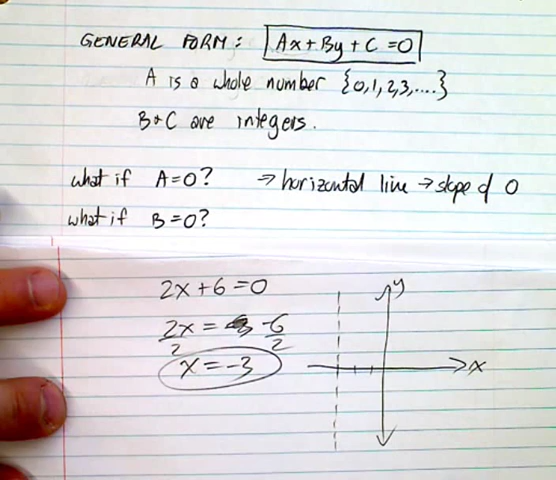 GENERAL FORM: Ax + By + C = 0
A is a whole number {0,1,2,3,....}
B & C are integers.
what if A=0? → horizontal line → slope of 0
what if B=0?
2x+6=0
2x/2 = -6/2
x = -3
y
x